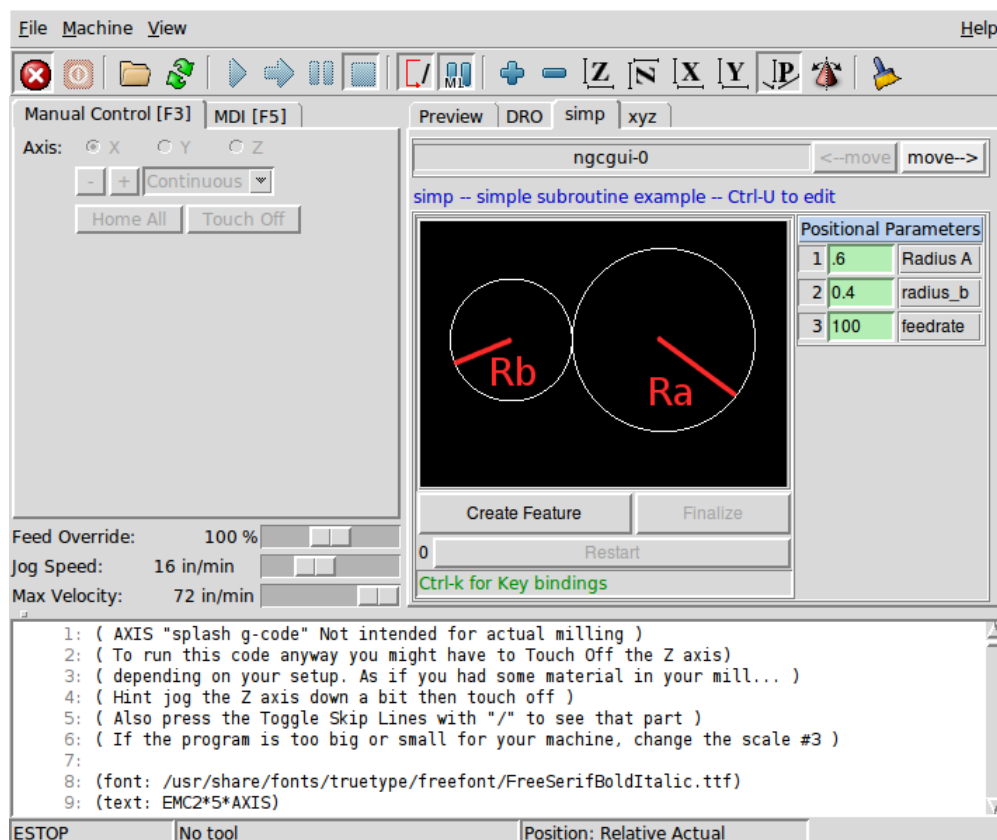 File Machine View Help
Z N X Y P
M1
Manual Control [F3] MDI [F5]
Preview DRO simp xyz
Axis: X Y Z
ngcgui-0 <--move move-->
- + Continuous
simp -- simple subroutine example -- Ctrl-U to edit
Home All Touch Off
Positional Parameters
1 .6 Radius A
2 0.4 radius_b
3 100 feedrate
Rb Ra
Create Feature Finalize
0 Restart
Ctrl-k for Key bindings
Feed Override: 100 %
Jog Speed: 16 in/min
Max Velocity: 72 in/min
1: ( AXIS "splash g-code" Not intended for actual milling )
2: ( To run this code anyway you might have to Touch Off the Z axis)
3: ( depending on your setup. As if you had some material in your mill... )
4: ( Hint jog the Z axis down a bit then touch off )
5: ( Also press the Toggle Skip Lines with "/" to see that part )
6: ( If the program is too big or small for your machine, change the scale #3 )
7:
8: (font: /usr/share/fonts/truetype/freefont/FreeSerifBoldItalic.ttf)
9: (text: EMC2*5*AXIS)
ESTOP No tool Position: Relative Actual